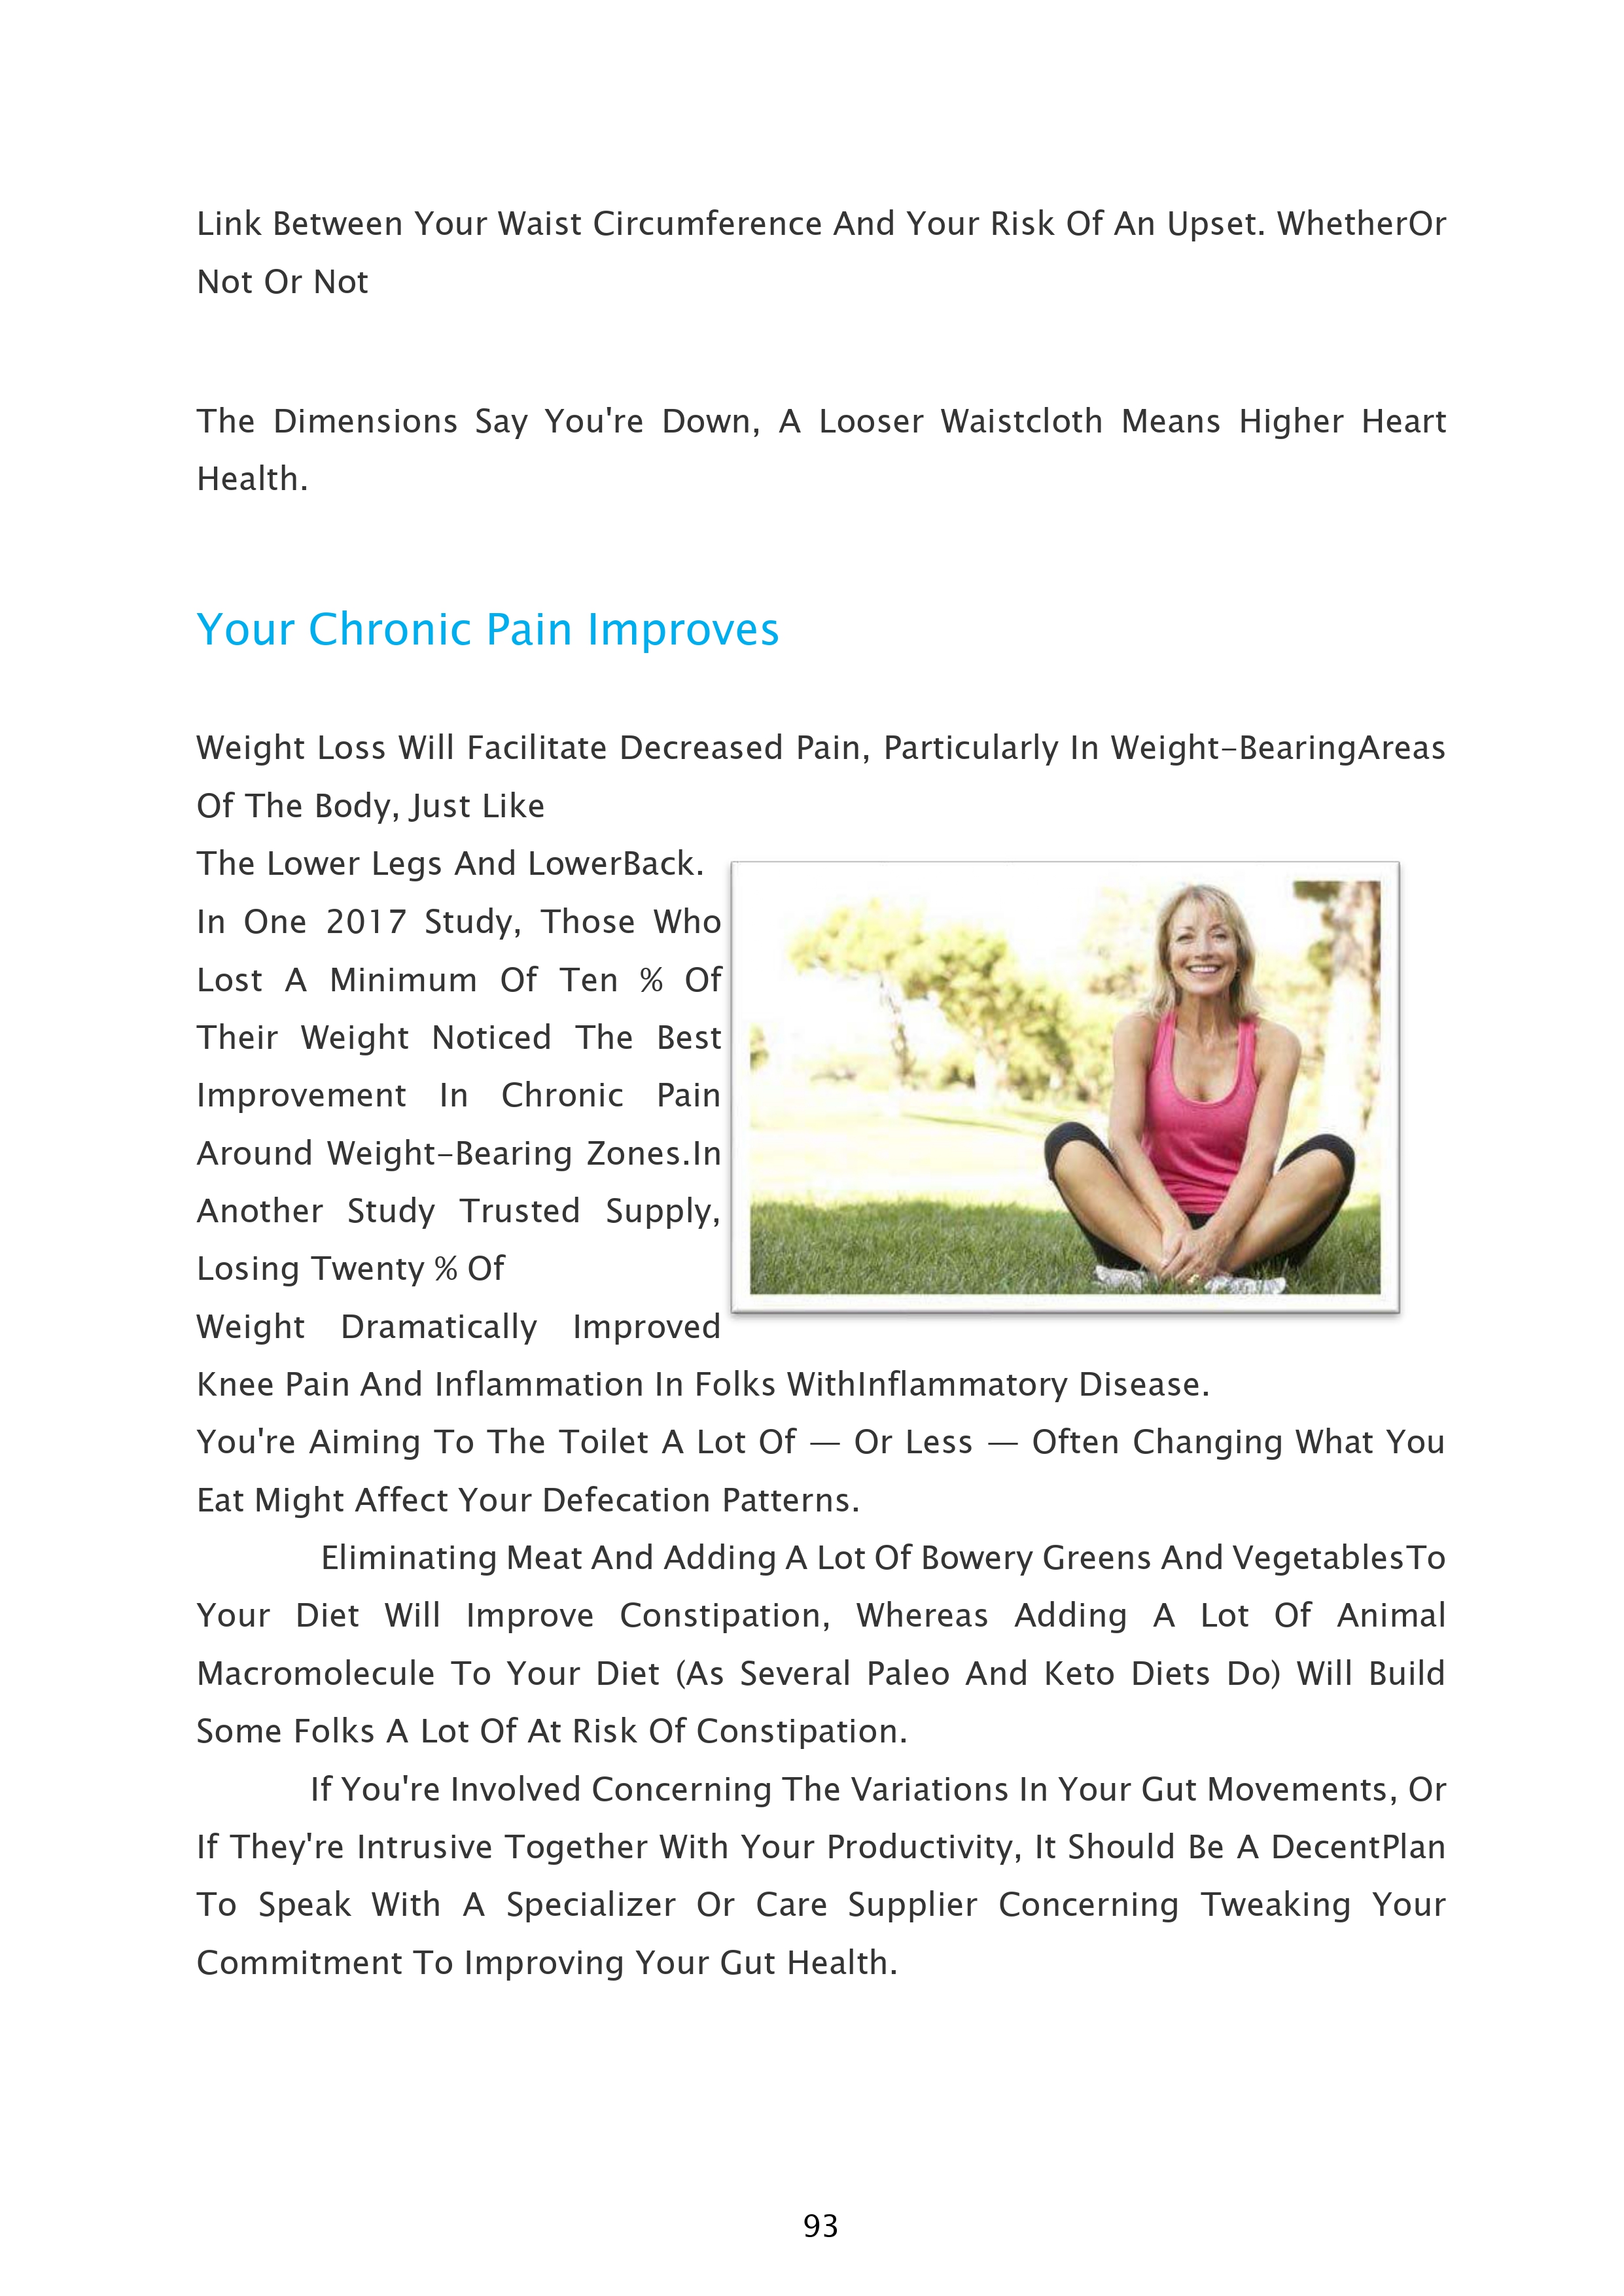 Link Between Your Waist Circumference And Your Risk Of An Upset. WhetherOr
Not Or Not
The Dimensions Say You're Down, A Looser Waistcloth Means Higher Heart
Health.
Your Chronic Pain Improves
Weight Loss Will Facilitate Decreased Pain, Particularly In Weight-BearingAreas
Of The Body, Just Like
The Lower Legs And LowerBack.
In One 2017 Study, Those Who
Lost A Minimum Of Ten % Of
Their Weight Noticed The Best
Improvement In Chronic Pain
Around Weight-Bearing Zones.In
Another Study Trusted Supply,
Losing Twenty % Of
Weight Dramatically Improved
Knee Pain And Inflammation In Folks WithInflammatory Disease.
You're Aiming To The Toilet A Lot Of — Or Less — Often Changing What You
Eat Might Affect Your Defecation Patterns.
Eliminating Meat And Adding A Lot Of Bowery Greens And VegetablesTo
Your Diet Will Improve Constipation, Whereas Adding A Lot Of Animal
Macromolecule To Your Diet (As Several Paleo And Keto Diets Do) Will Build
Some Folks A Lot Of At Risk Of Constipation.
If You're Involved Concerning The Variations In Your Gut Movements, Or
If They're Intrusive Together With Your Productivity, It Should Be A DecentPlan
To Speak With A Specializer Or Care Supplier Concerning Tweaking Your
Commitment To Improving Your Gut Health.
93